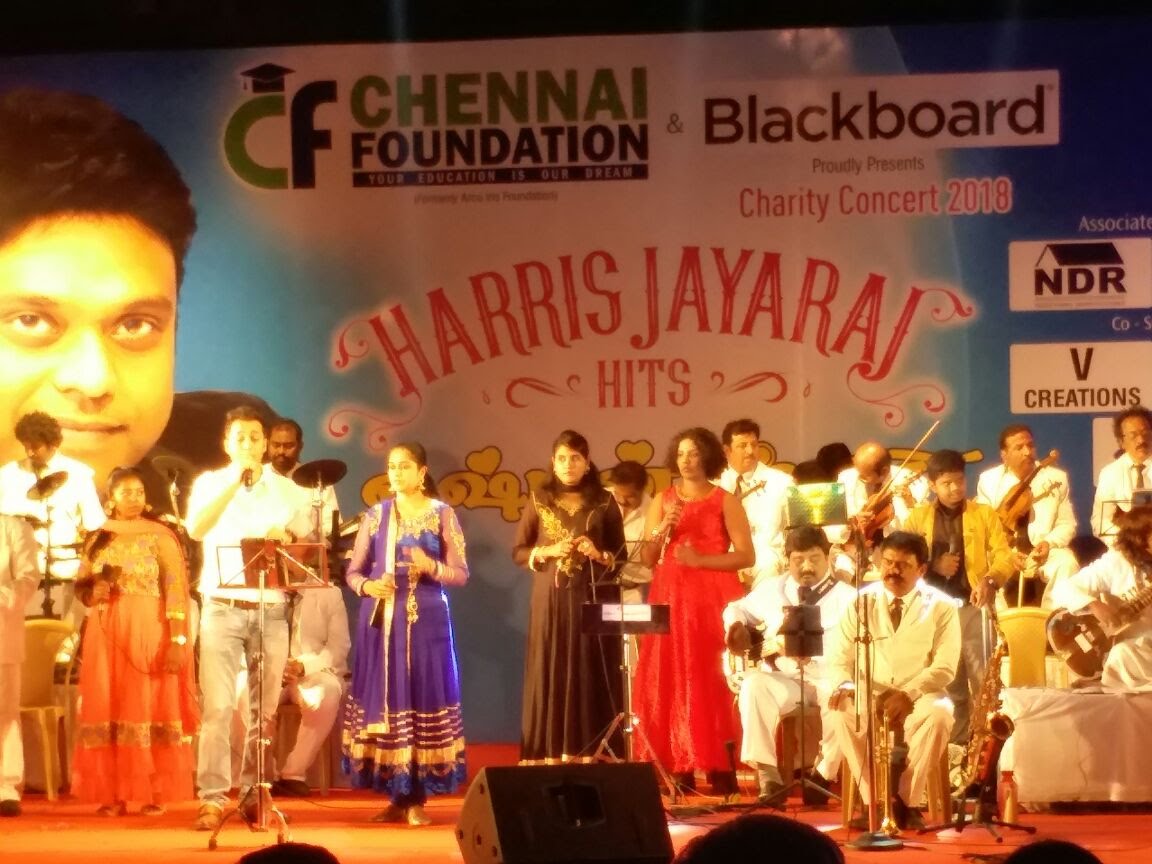 CF CHENNAI
FOUNDATION
YOUR EDUCATION IS OUR DREAM
& Blackboard
Proudly Presents
Charity Concert 2018
Associate
NDR
Co - S
V
CREATIONS
HARRIS JAYARAJ
HITS